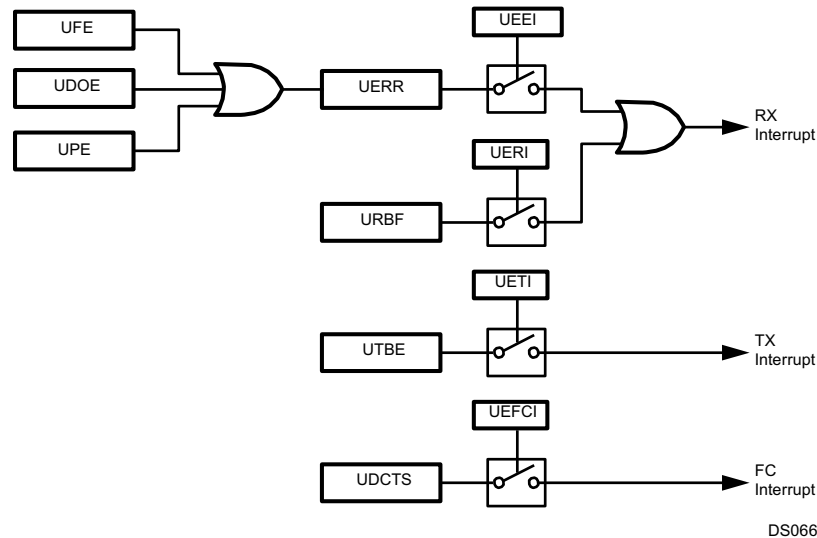 UFE
UDOE
UPE
UERR
UEEI
UERI
URBF
RX
Interrupt
UETI
UTBE
TX
Interrupt
UEFCI
UDCTS
FC
Interrupt
DS066